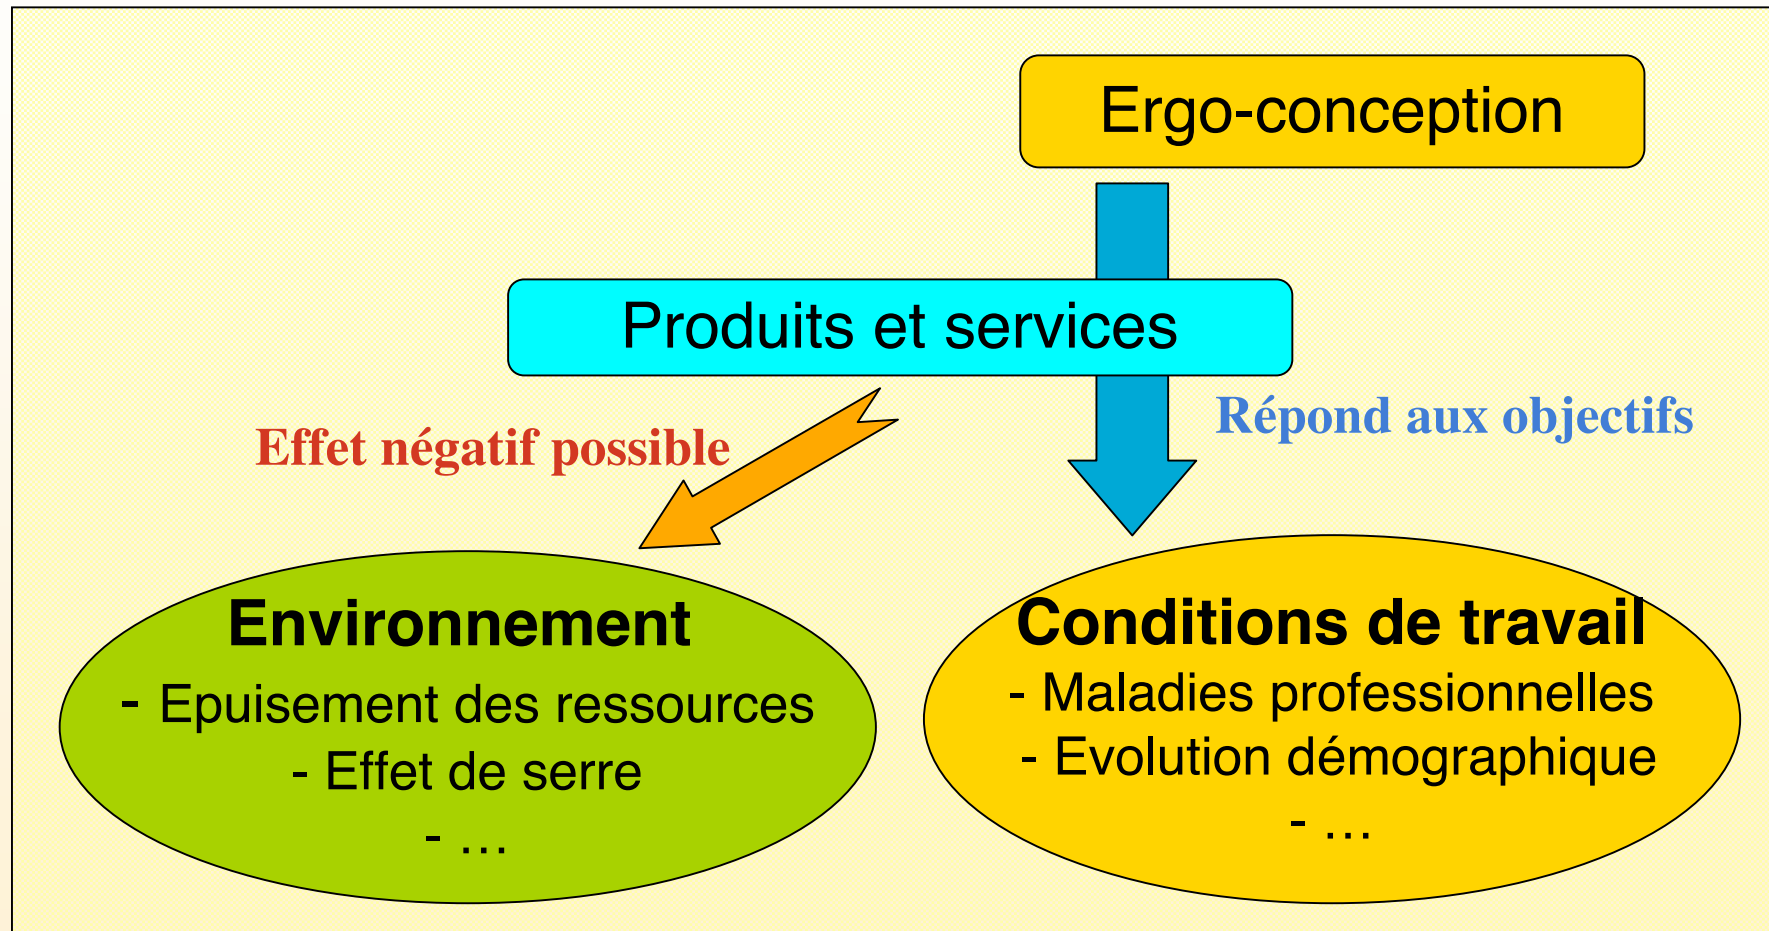 Ergo-conception
Produits et services
Répond aux objectifs
Effet négatif possible
Environnement
- Epuisement des ressources
- Effet de serre
- …
Conditions de travail
- Maladies professionnelles
- Evolution démographique
- …